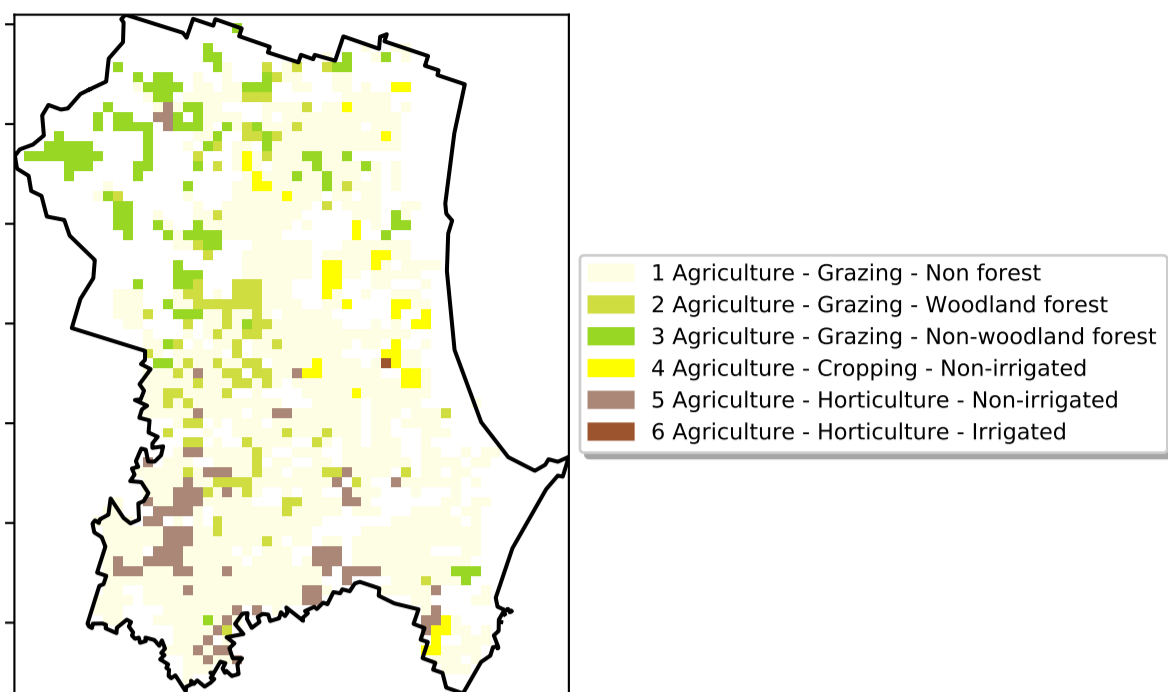 1 Agriculture - Grazing - Non forest
2 Agriculture - Grazing - Woodland forest
3 Agriculture - Grazing - Non-woodland forest
4 Agriculture - Cropping - Non-irrigated
5 Agriculture - Horticulture - Non-irrigated
6 Agriculture - Horticulture - Irrigated